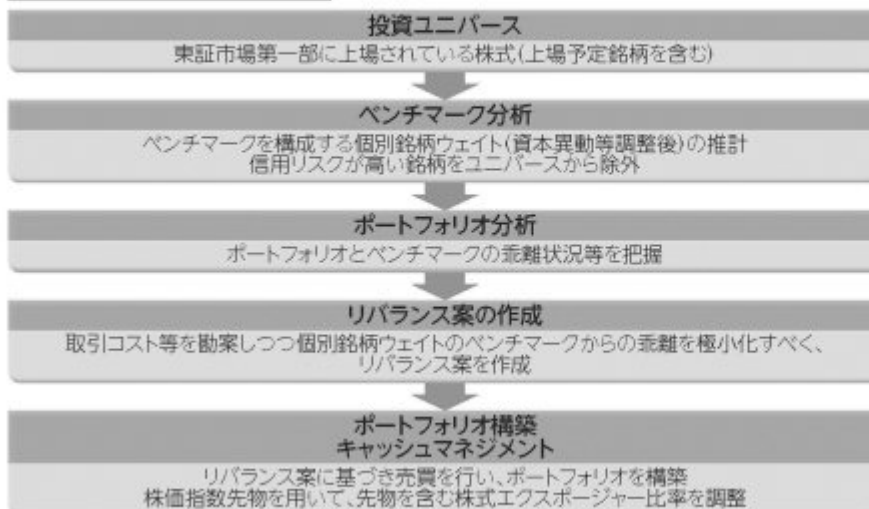 投資ユニバース
東証市場第一部に上場されている株式(上場予定銘柄を含む)
ベンチマーク分析
ベンチマークを構成する個別銘柄ウェイト(資本異動等調整後)の推計
信用リスクが高い銘柄をユニバースから除外
ポートフォリオ分析
ポートフォリオとベンチマークの乖離状況等を把握
リバランス案の作成
取引コスト等を勘案しつつ個別銘柄ウェイトのベンチマークからの乖離を極小化すべく、
リバランス案を作成
ポートフォリオ構築
キャッシュマネジメント
リバランス案に基づき売買を行い、ポートフォリオを構築
株価指数先物を用いて、先物を含む株式エクスポージャー比率を調整